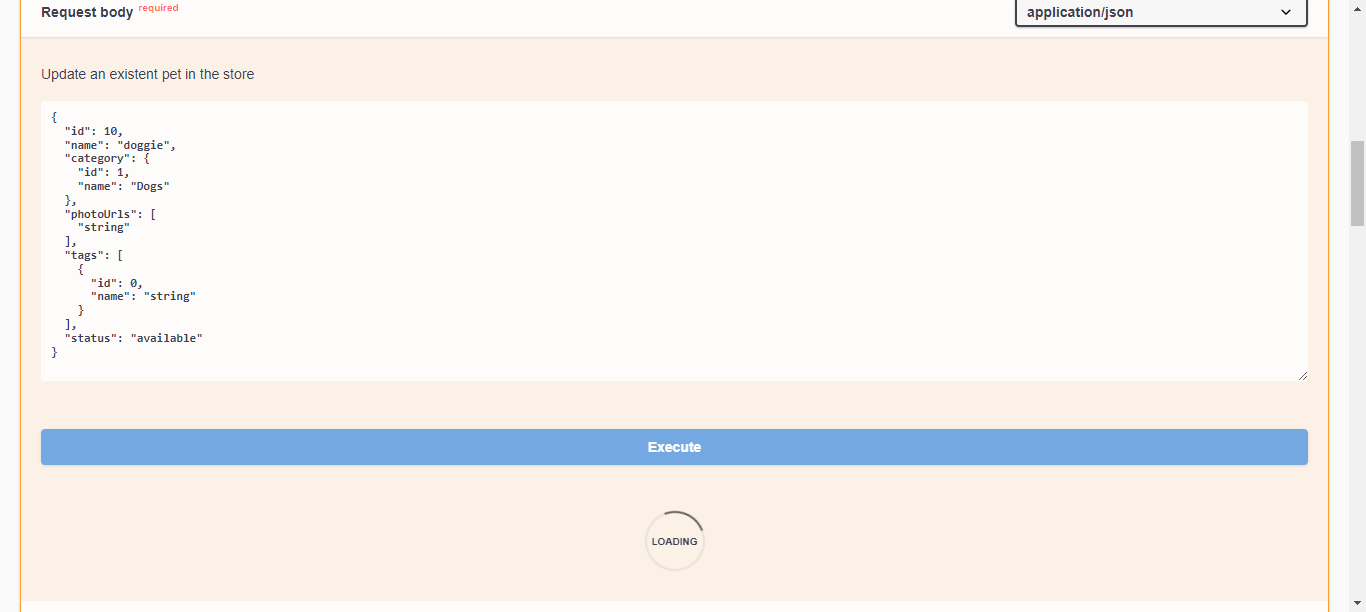 Request body required
application/json
Update an existent pet in the store
{
  "id": 10,
  "name": "doggie",
  "category": {
    "id": 1,
    "name": "Dogs"
  },
  "photoUrls": [
    "string"
  ],
  "tags": [
    {
      "id": 0,
      "name": "string"
    }
  ],
  "status": "available"
}
Execute
LOADING